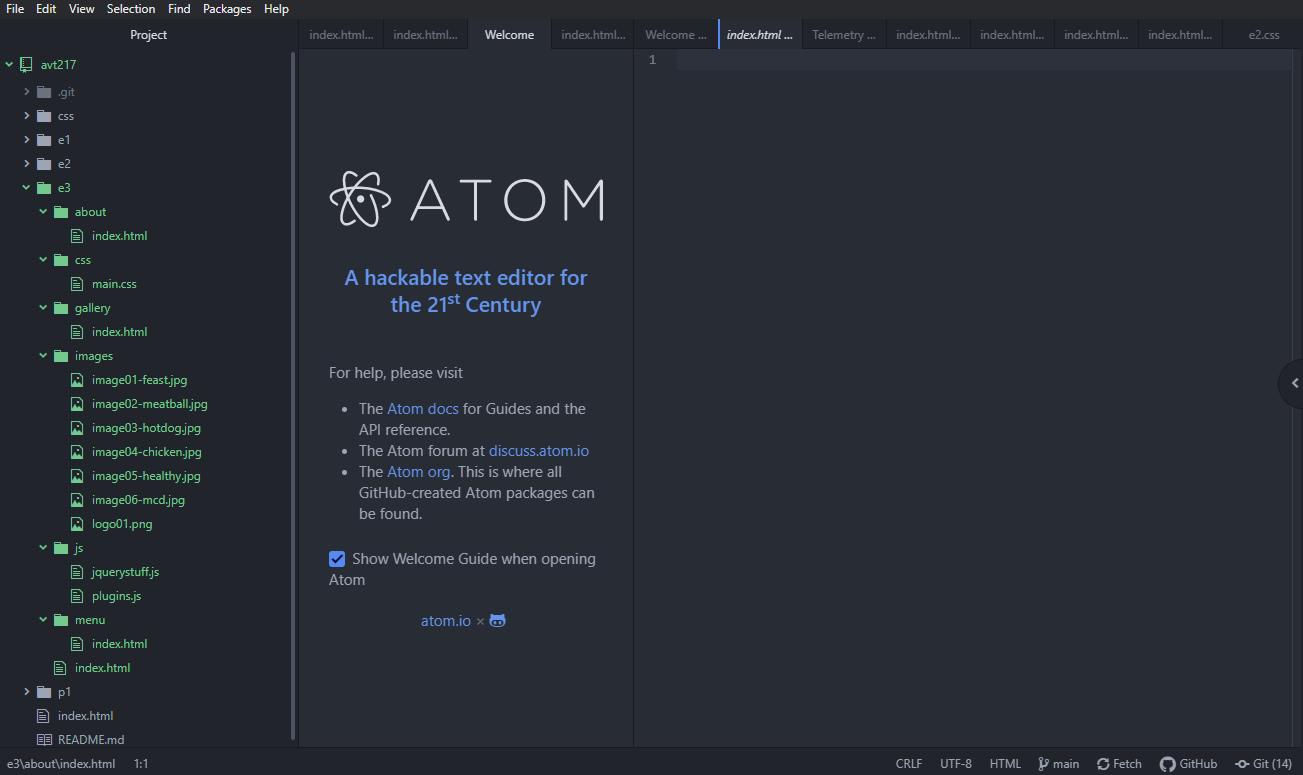 File Edit View Selection Find Packages Help
Project
avt217
.git
css
e1
e2
e3
about
index.html
css
main.css
gallery
index.html
images
image01-feast.jpg
image02-meatball.jpg
image03-hotdog.jpg
image04-chicken.jpg
image05-healthy.jpg
image06-mcd.jpg
logo01.png
js
jquerystuff.js
plugins.js
menu
index.html
index.html
p1
index.html
README.md
index.html... index.html... Welcome index.html...
ATOM
A hackable text editor for
the 21st Century
For help, please visit
• The Atom docs for Guides and the
API reference.
• The Atom forum at discuss.atom.io
• The Atom org. This is where all
GitHub-created Atom packages can
be found.
Show Welcome Guide when opening
Atom
atom.io ×
Welcome ... index.html ... Telemetry ... index.html... index.html... index.html... index.html... e2.css
1
e3\about\index.html 1:1 CRLF UTF-8 HTML main Fetch GitHub Git (14)